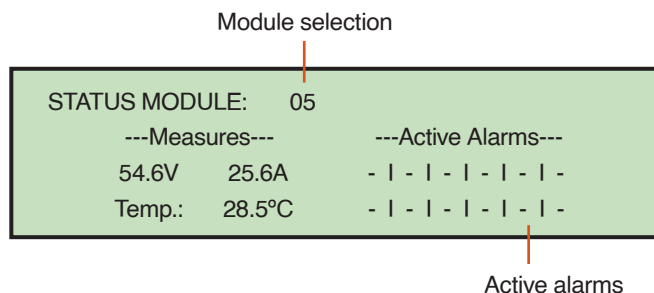 Module selection
STATUS MODULE: 05
---Measures--- ---Active Alarms---
54.6V 25.6A - I - I - I - I -
Temp.: 28.5ºC - I - I - I - I -
Active alarms